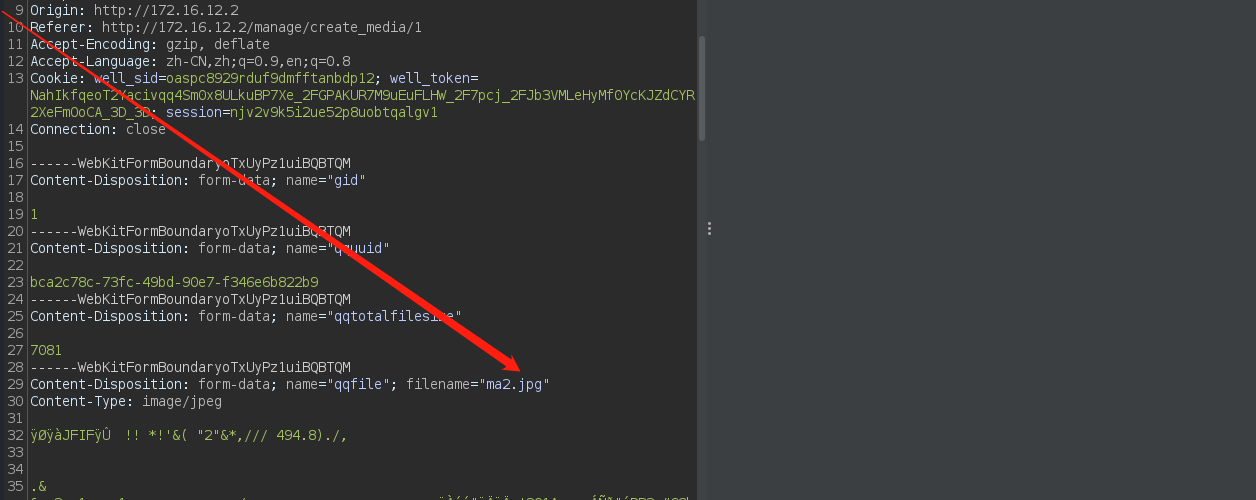 9 Origin: http://172.16.12.2
10 Referer: http://172.16.12.2/manage/create_media/1
11 Accept-Encoding: gzip, deflate
12 Accept-Language: zh-CN,zh;q=0.9,en;q=0.8
13 Cookie: well_sid=oaspc8929rduf9dmfftanbdp12; well_token=
NahIkfqeoT2Yacivqq4SmOx8ULkuBP7Xe_2FGPAKUR7M9uEuFLHW_2F7pcj_2FJb3VMLeHyMfOYcKJZdCYR
2XeFmOoCA_3D_3D; session=njv2v9k5i2ue52p8uobtqalgv1
14 Connection: close
15
16 ------WebKitFormBoundaryoTxUyPz1uiBQBTQM
17 Content-Disposition: form-data; name="gid"
18
19 1
20 ------WebKitFormBoundaryoTxUyPz1uiBQBTQM
21 Content-Disposition: form-data; name="qquuid"
22
23 bca2c78c-73fc-49bd-90e7-f346e6b822b9
24 ------WebKitFormBoundaryoTxUyPz1uiBQBTQM
25 Content-Disposition: form-data; name="qqtotalfilesize"
26
27 7081
28 ------WebKitFormBoundaryoTxUyPz1uiBQBTQM
29 Content-Disposition: form-data; name="qqfile"; filename="ma2.jpg"
30 Content-Type: image/jpeg
31
32 ÿØÿàJFIFÿÛ !! *!'&( "2"&*,/// 494.8)./,
33
34
35 .&